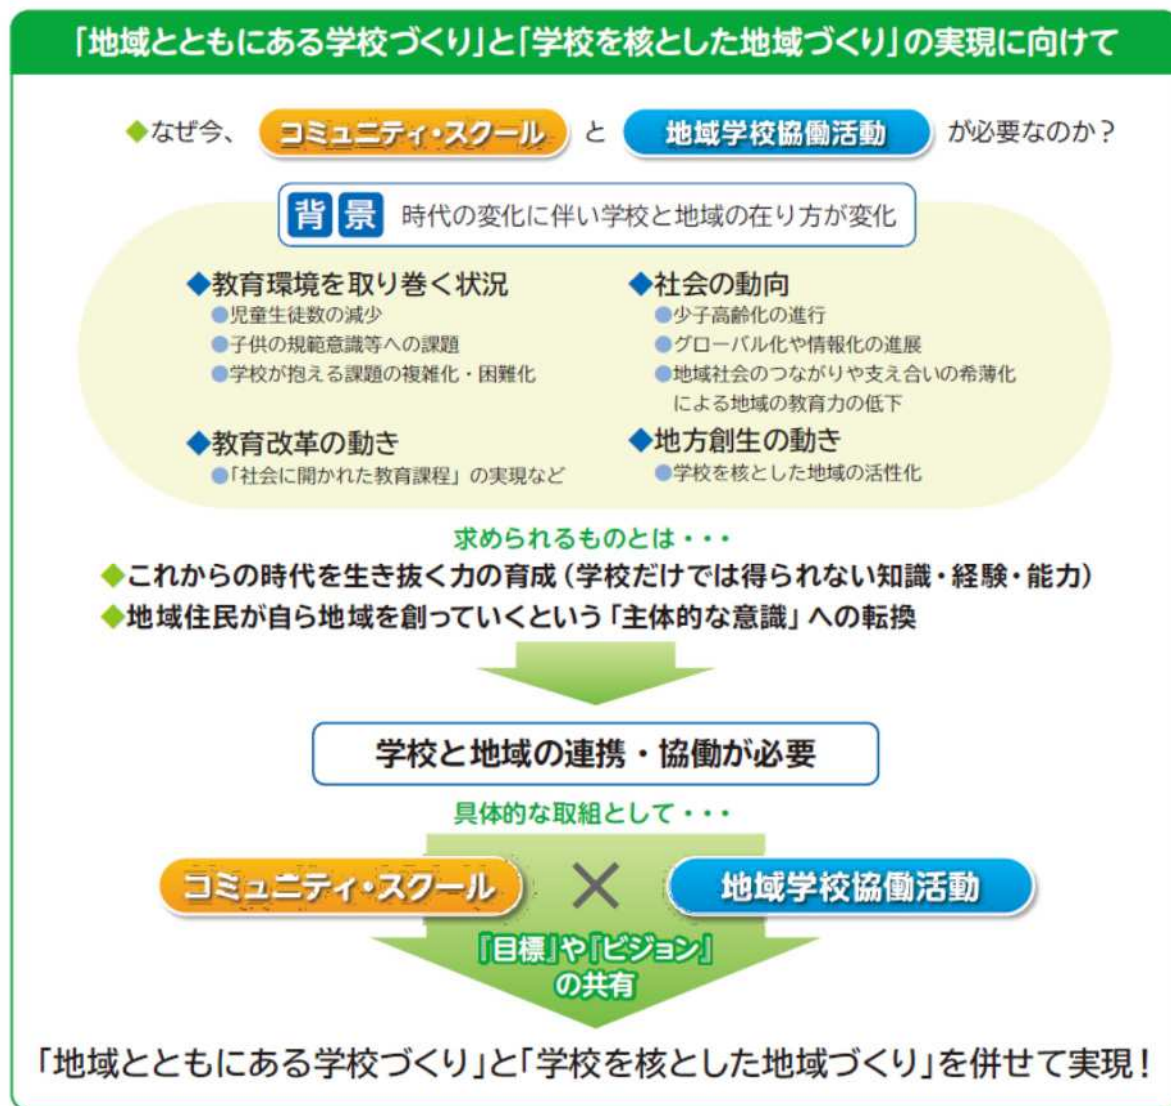 「地域とともにある学校づくり」と「学校を核とした地域づくり」の実現に向けて
◆なぜ今、 コミュニティ・スクール と 地域学校協働活動 が必要なのか？
背景 時代の変化に伴い学校と地域の在り方が変化
◆教育環境を取り巻く状況
●児童生徒数の減少
●子供の規範意識等への課題
●学校が抱える課題の複雑化・困難化
◆社会の動向
●少子高齢化の進行
●グローバル化や情報化の進展
●地域社会のつながりや支え合いの希薄化
による地域の教育力の低下
◆教育改革の動き
●「社会に開かれた教育課程」の実現など
◆地方創生の動き
●学校を核とした地域の活性化
求められるものとは・・・
◆これからの時代を生き抜く力の育成（学校だけでは得られない知識・経験・能力）
◆地域住民が自ら地域を創っていくという「主体的な意識」への転換
学校と地域の連携・協働が必要
具体的な取組として・・・
コミュニティ・スクール × 地域学校協働活動
『目標』や『ビジョン』
の共有
「地域とともにある学校づくり」と「学校を核とした地域づくり」を併せて実現！